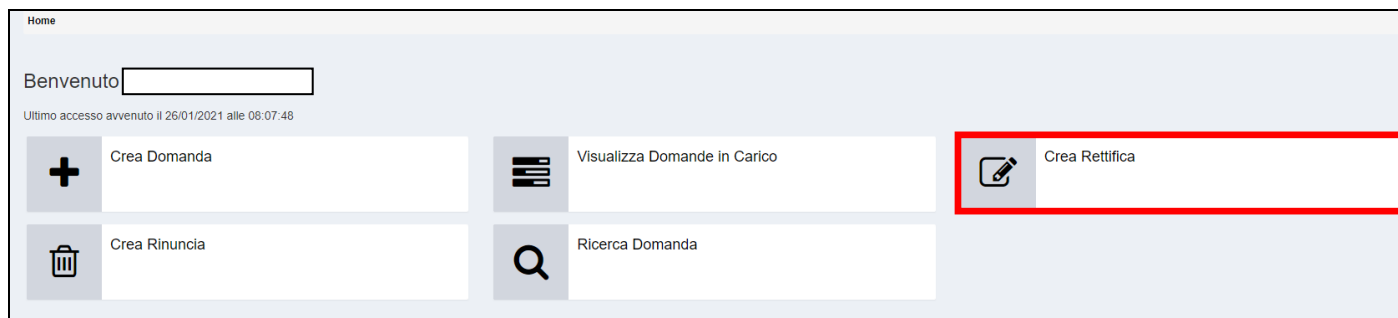 Home
Benvenuto
Ultimo accesso avvenuto il 26/01/2021 alle 08:07:48
Crea Domanda
Visualizza Domande in Carico
Crea Rettifica
Crea Rinuncia
Ricerca Domanda